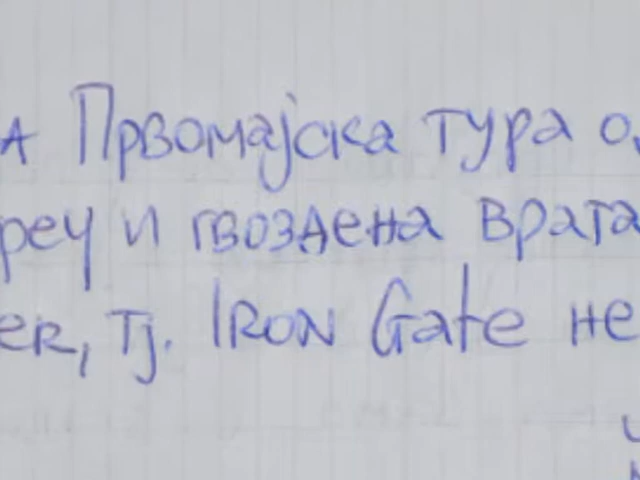 А Првомајска тура о
реч и гвоздена врата
er, тј. Iron Gate не